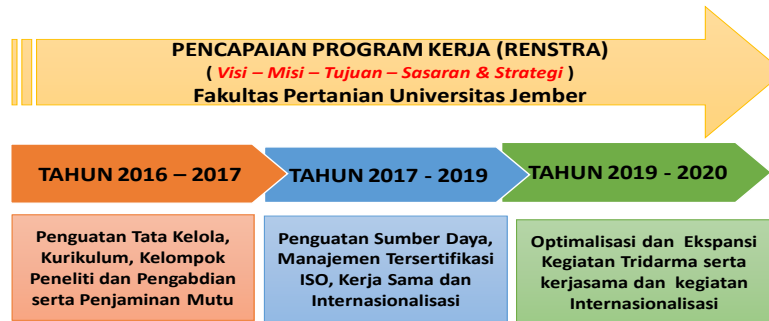 PENCAPAIAN PROGRAM KERJA (RENSTRA)
( Visi – Misi – Tujuan – Sasaran & Strategi )
Fakultas Pertanian Universitas Jember
TAHUN 2016 – 2017
TAHUN 2017 - 2019
TAHUN 2019 - 2020
Penguatan Tata Kelola,
Kurikulum, Kelompok
Peneliti dan Pengabdian
serta Penjaminan Mutu
Penguatan Sumber Daya,
Manajemen Tersertifikasi
ISO, Kerja Sama dan
Internasionalisasi
Optimalisasi dan Ekspansi
Kegiatan Tridarma serta
kerjasama dan kegiatan
Internasionalisasi